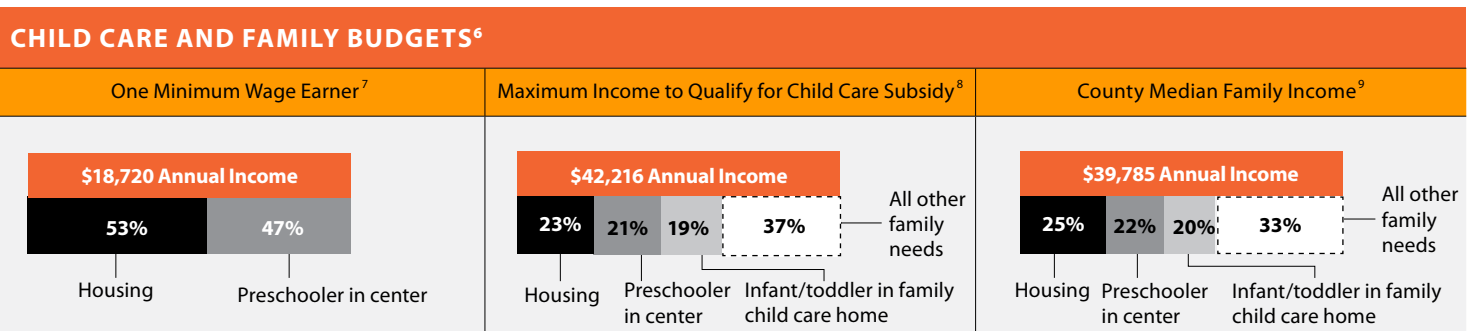 CHILD CARE AND FAMILY BUDGETS⁶
One Minimum Wage Earner⁷
Maximum Income to Qualify for Child Care Subsidy⁸
County Median Family Income⁹
$18,720 Annual Income
53%
47%
Housing
Preschooler in center
$42,216 Annual Income
23%
21%
19%
37%
All other
family
needs
Housing
Preschooler
in center
Infant/toddler in family
child care home
$39,785 Annual Income
25%
22%
20%
33%
All other
family
needs
Housing
Preschooler
in center
Infant/toddler in family
child care home